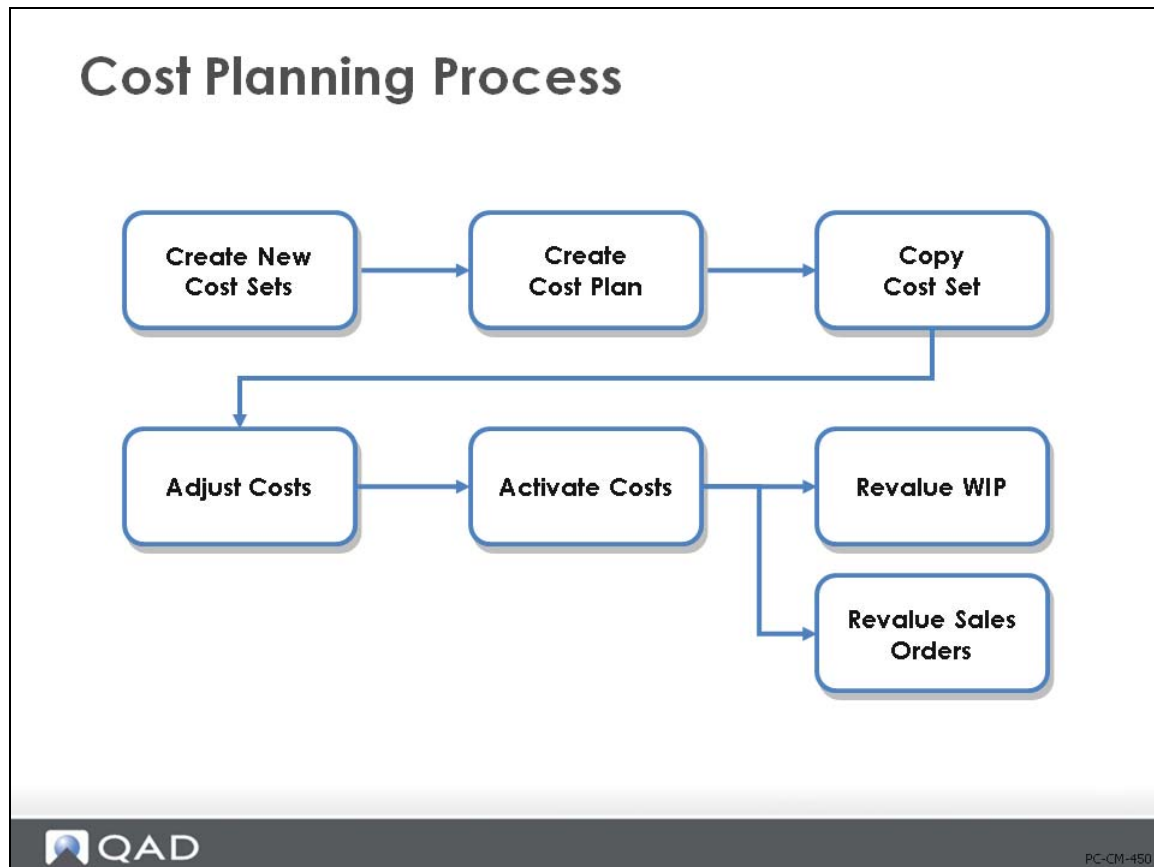 Cost Planning Process
Create New
Cost Sets
Create
Cost Plan
Copy
Cost Set
Adjust Costs
Activate Costs
Revalue WIP
Revalue Sales
Orders
QAD
PC-CM-450